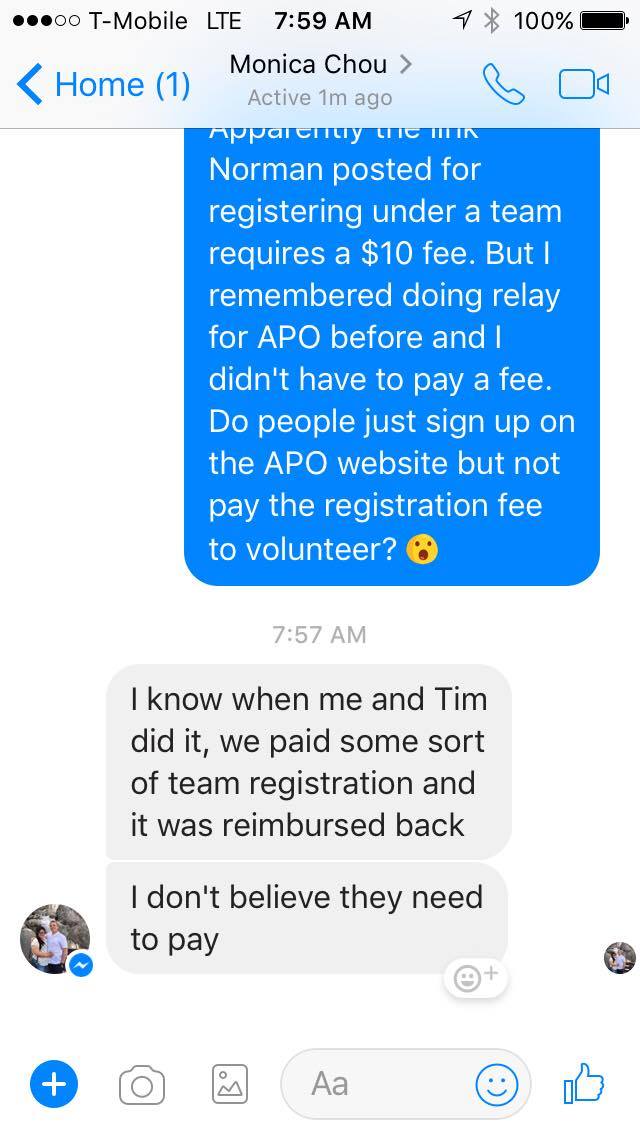 T-Mobile LTE 7:59 AM 100%
Home (1)
Monica Chou
Active 1m ago
Apparently the link
Norman posted for
registering under a team
requires a $10 fee. But I
remembered doing relay
for APO before and I
didn't have to pay a fee.
Do people just sign up on
the APO website but not
pay the registration fee
to volunteer? 😮
7:57 AM
I know when me and Tim
did it, we paid some sort
of team registration and
it was reimbursed back
I don't believe they need
to pay
Aa